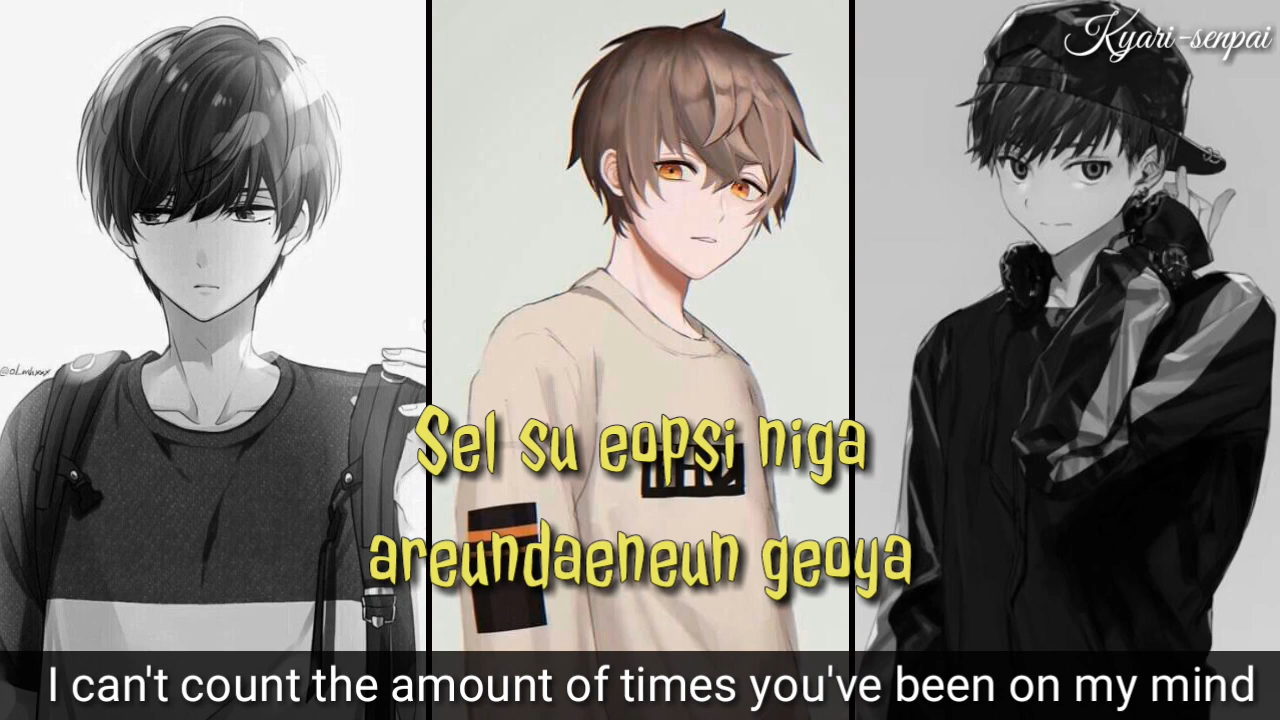 Kyari-senpai
@oLmhxxx
Sel su eopsi niga
areundaeneun geoya
I can't count the amount of times you've been on my mind